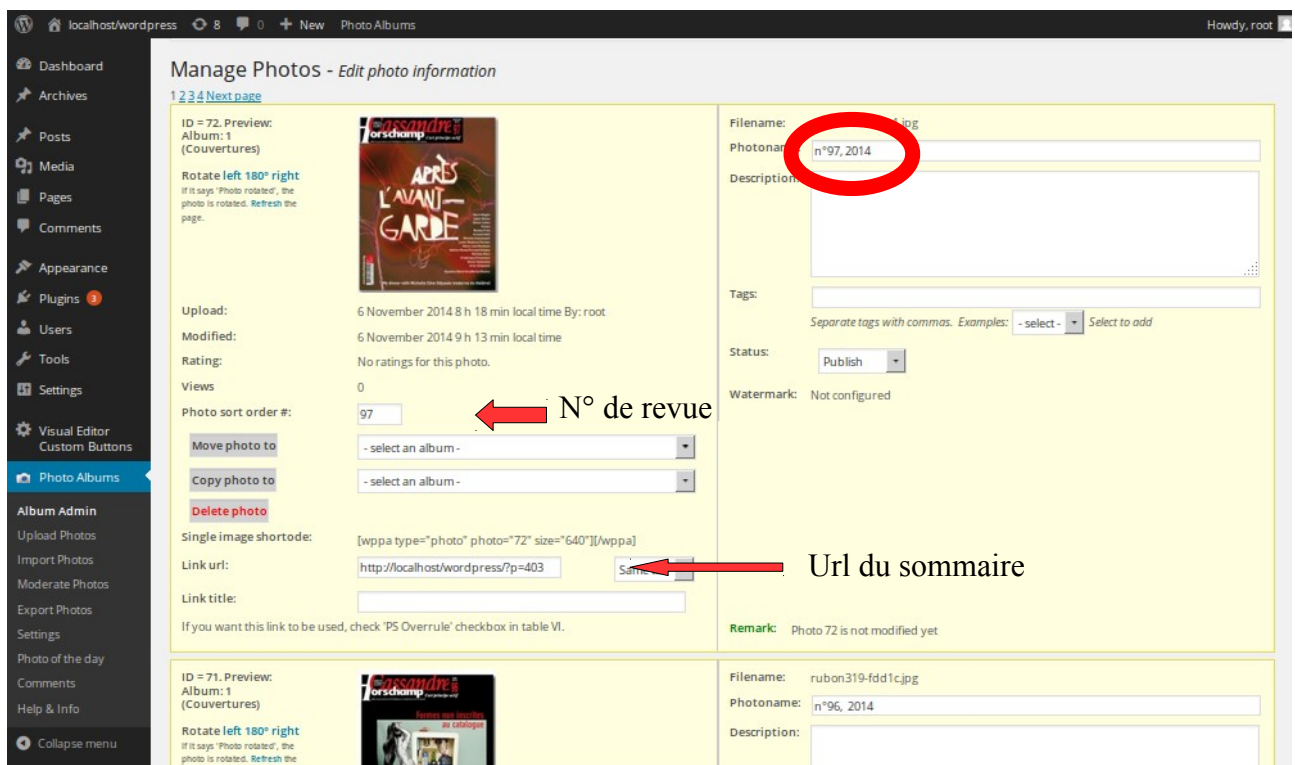 localhost/wordpress 8 0 + New Photo Albums Howdy, root
Dashboard
Archives
Posts
Media
Pages
Comments
Appearance
Plugins 3
Users
Tools
Settings
Visual Editor
Custom Buttons
Photo Albums
Album Admin
Upload Photos
Import Photos
Moderate Photos
Export Photos
Settings
Photo of the day
Comments
Help & Info
Collapse menu
Manage Photos - Edit photo information
1 2 3 4 Next page
ID = 72. Preview:
Album: 1
(Couvertures)
Rotate left 180° right
If it says 'Photo rotated', the
photo is rotated. Refresh the
page.
Cassandre
Horschamp
APRÈS
L'AVANT-
GARDE
Upload: 6 November 2014 8 h 18 min local time By: root
Modified: 6 November 2014 9 h 13 min local time
Rating: No ratings for this photo.
Views 0
Photo sort order #: 97
N° de revue
Move photo to - select an album -
Copy photo to - select an album -
Delete photo
Single image shortode: [wppa type="photo" photo="72" size="640"][/wppa]
Link url: http://localhost/wordpress/?p=403
Url du sommaire
Link title:
If you want this link to be used, check 'PS Overrule' checkbox in table VI.
Filename: .jpg
Photoname: n°97, 2014
Description:
Tags:
Separate tags with commas. Examples: - select - Select to add
Status: Publish
Watermark: Not configured
Remark: Photo 72 is not modified yet
ID = 71. Preview:
Album: 1
(Couvertures)
Rotate left 180° right
If it says 'Photo rotated', the
photo is rotated. Refresh the
Cassandre
Horschamp
Formes non inscrites
au catalogue
Filename: rubon319-fdd1c.jpg
Photoname: n°96, 2014
Description: